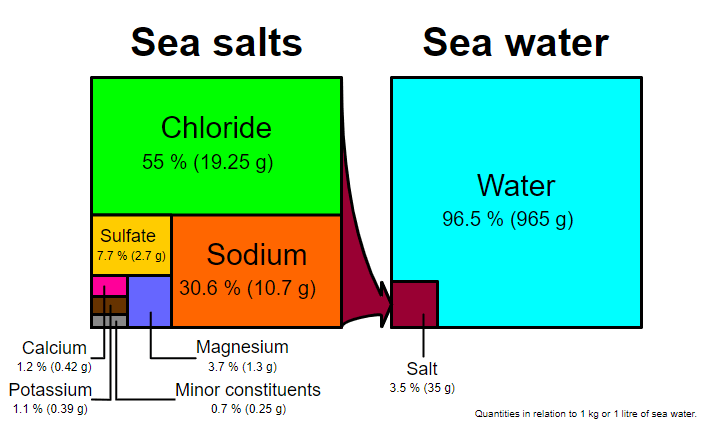 Sea salts
Sea water
Chloride
55 % (19.25 g)
Sulfate
7.7 % (2.7 g)
Sodium
30.6 % (10.7 g)
Water
96.5 % (965 g)
Calcium
1.2 % (0.42 g)
Magnesium
3.7 % (1.3 g)
Potassium
1.1 % (0.39 g)
Minor constituents
0.7 % (0.25 g)
Salt
3.5 % (35 g)
Quantities in relation to 1 kg or 1 litre of sea water.